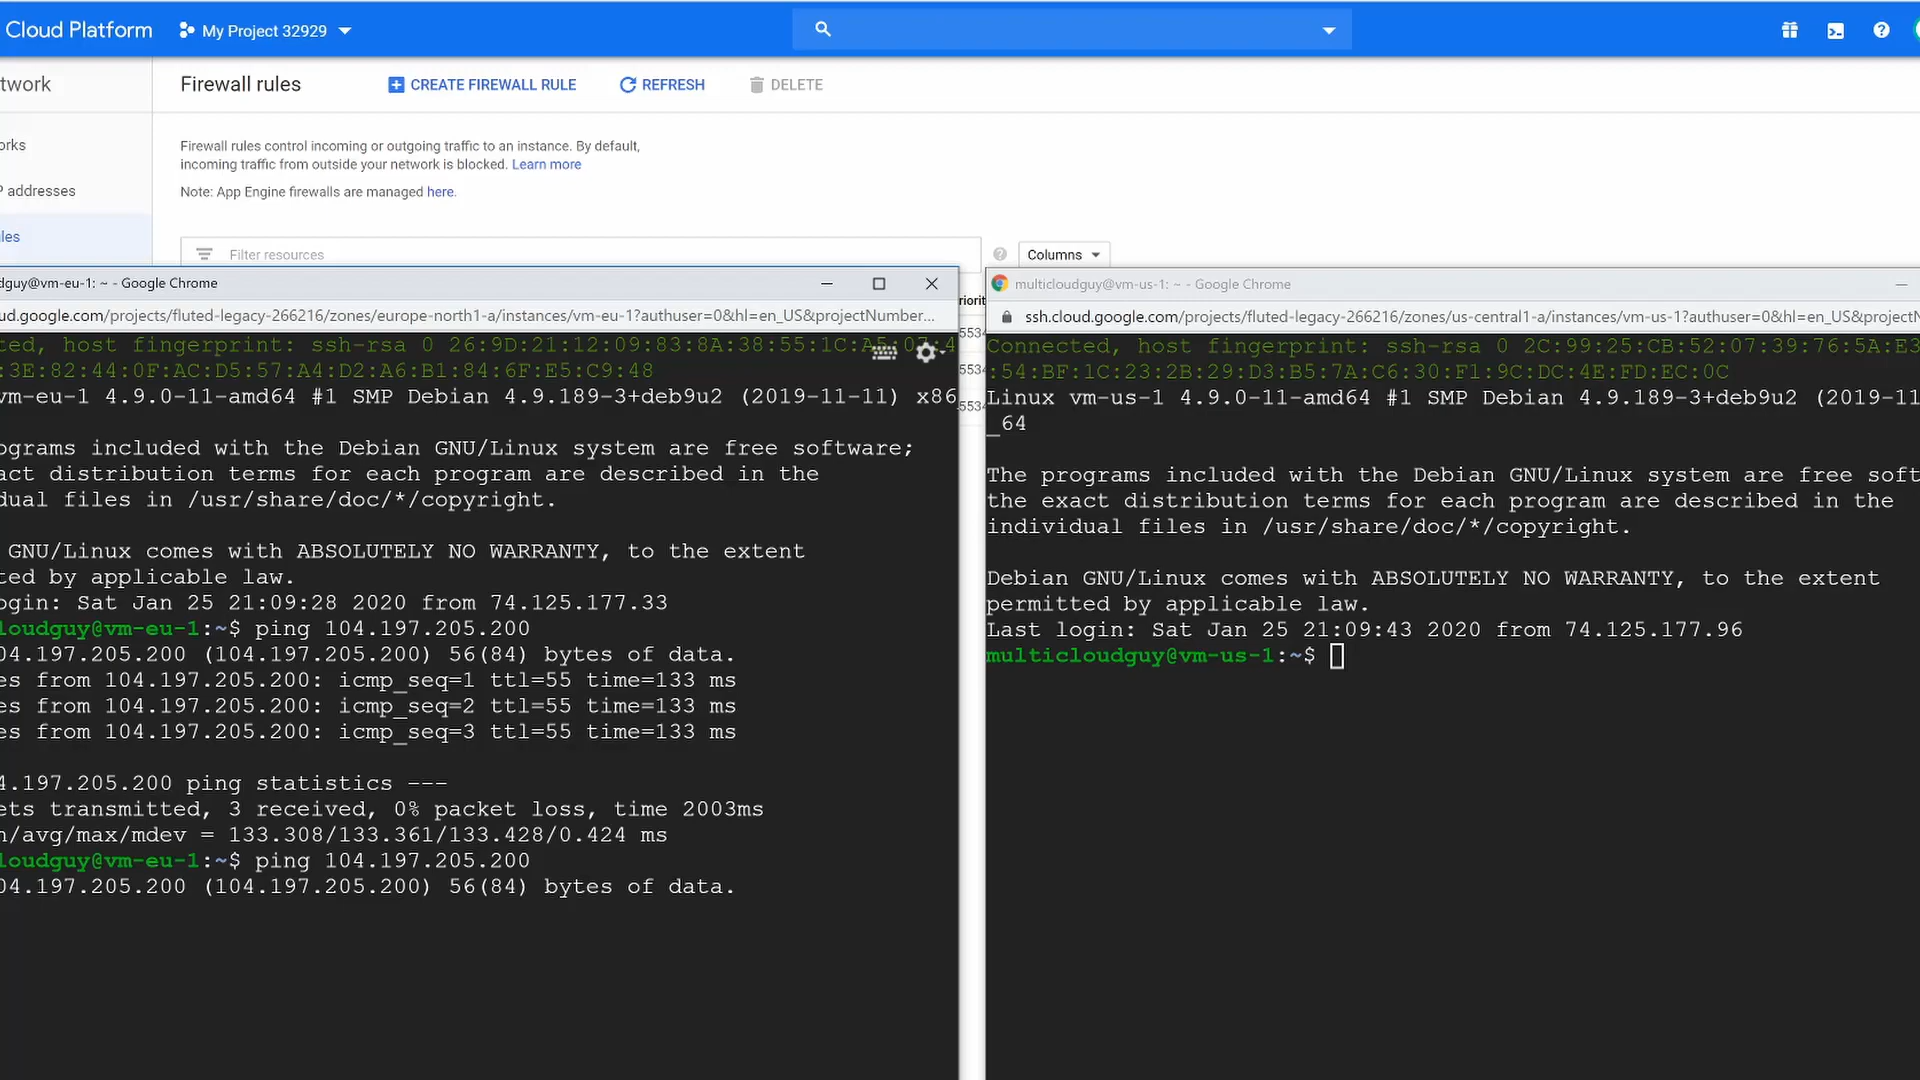 Cloud Platform
My Project 32929
twork
Firewall rules
CREATE FIREWALL RULE
REFRESH
DELETE
orks
P addresses
les
Firewall rules control incoming or outgoing traffic to an instance. By default,
incoming traffic from outside your network is blocked. Learn more
Note: App Engine firewalls are managed here.
Filter resources
Columns
riorit
5534
5534
5534
dguy@vm-eu-1: ~ - Google Chrome
ud.google.com/projects/fluted-legacy-266216/zones/europe-north1-a/instances/vm-eu-1?authuser=0&hl=en_US&projectNumber...
ted, host fingerprint: ssh-rsa 0 26:9D:21:12:09:83:8A:38:55:1C:
:3E:82:44:0F:AC:D5:57:A4:D2:A6:B1:84:6F:E5:C9:48
vm-eu-1 4.9.0-11-amd64 #1 SMP Debian 4.9.189-3+deb9u2 (2019-11-11) x86
ograms included with the Debian GNU/Linux system are free software;
act distribution terms for each program are described in the
dual files in /usr/share/doc/*/copyright.
GNU/Linux comes with ABSOLUTELY NO WARRANTY, to the extent
ted by applicable law.
ogin: Sat Jan 25 21:09:28 2020 from 74.125.177.33
loudguy@vm-eu-1:~$ ping 104.197.205.200
04.197.205.200 (104.197.205.200) 56(84) bytes of data.
es from 104.197.205.200: icmp_seq=1 ttl=55 time=133 ms
es from 104.197.205.200: icmp_seq=2 ttl=55 time=133 ms
es from 104.197.205.200: icmp_seq=3 ttl=55 time=133 ms
4.197.205.200 ping statistics ---
ets transmitted, 3 received, 0% packet loss, time 2003ms
n/avg/max/mdev = 133.308/133.361/133.428/0.424 ms
loudguy@vm-eu-1:~$ ping 104.197.205.200
04.197.205.200 (104.197.205.200) 56(84) bytes of data.
multicloudguy@vm-us-1: ~ - Google Chrome
ssh.cloud.google.com/projects/fluted-legacy-266216/zones/us-central1-a/instances/vm-us-1?authuser=0&hl=en_US&projectN
Connected, host fingerprint: ssh-rsa 0 2C:99:25:CB:52:07:39:76:5A:E3
:54:BF:1C:23:2B:29:D3:B5:7A:C6:30:F1:9C:DC:4E:FD:EC:0C
Linux vm-us-1 4.9.0-11-amd64 #1 SMP Debian 4.9.189-3+deb9u2 (2019-11
_64
The programs included with the Debian GNU/Linux system are free soft
the exact distribution terms for each program are described in the
individual files in /usr/share/doc/*/copyright.
Debian GNU/Linux comes with ABSOLUTELY NO WARRANTY, to the extent
permitted by applicable law.
Last login: Sat Jan 25 21:09:43 2020 from 74.125.177.96
multicloudguy@vm-us-1:~$